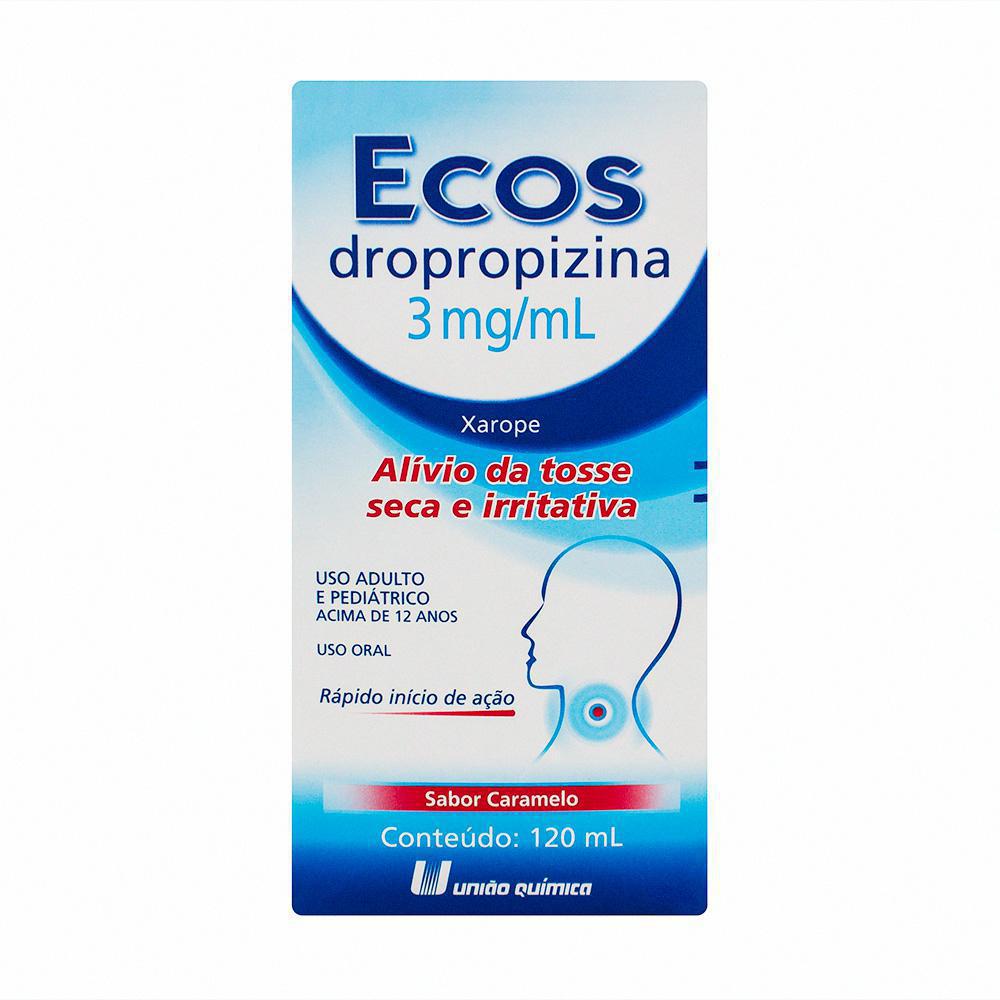 Ecos
dropropizina
3 mg/mL
Xarope
Alívio da tosse
seca e irritativa
USO ADULTO
E PEDIÁTRICO
ACIMA DE 12 ANOS
USO ORAL
Rápido início de ação
Sabor Caramelo
Conteúdo: 120 mL
união química